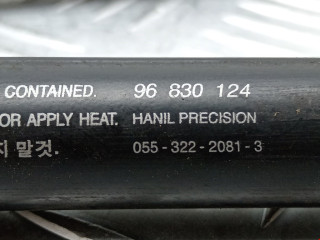 CONTAINED. 96 830 124
OR APPLY HEAT. HANIL PRECISION
지 말것. 055-322-2081-3